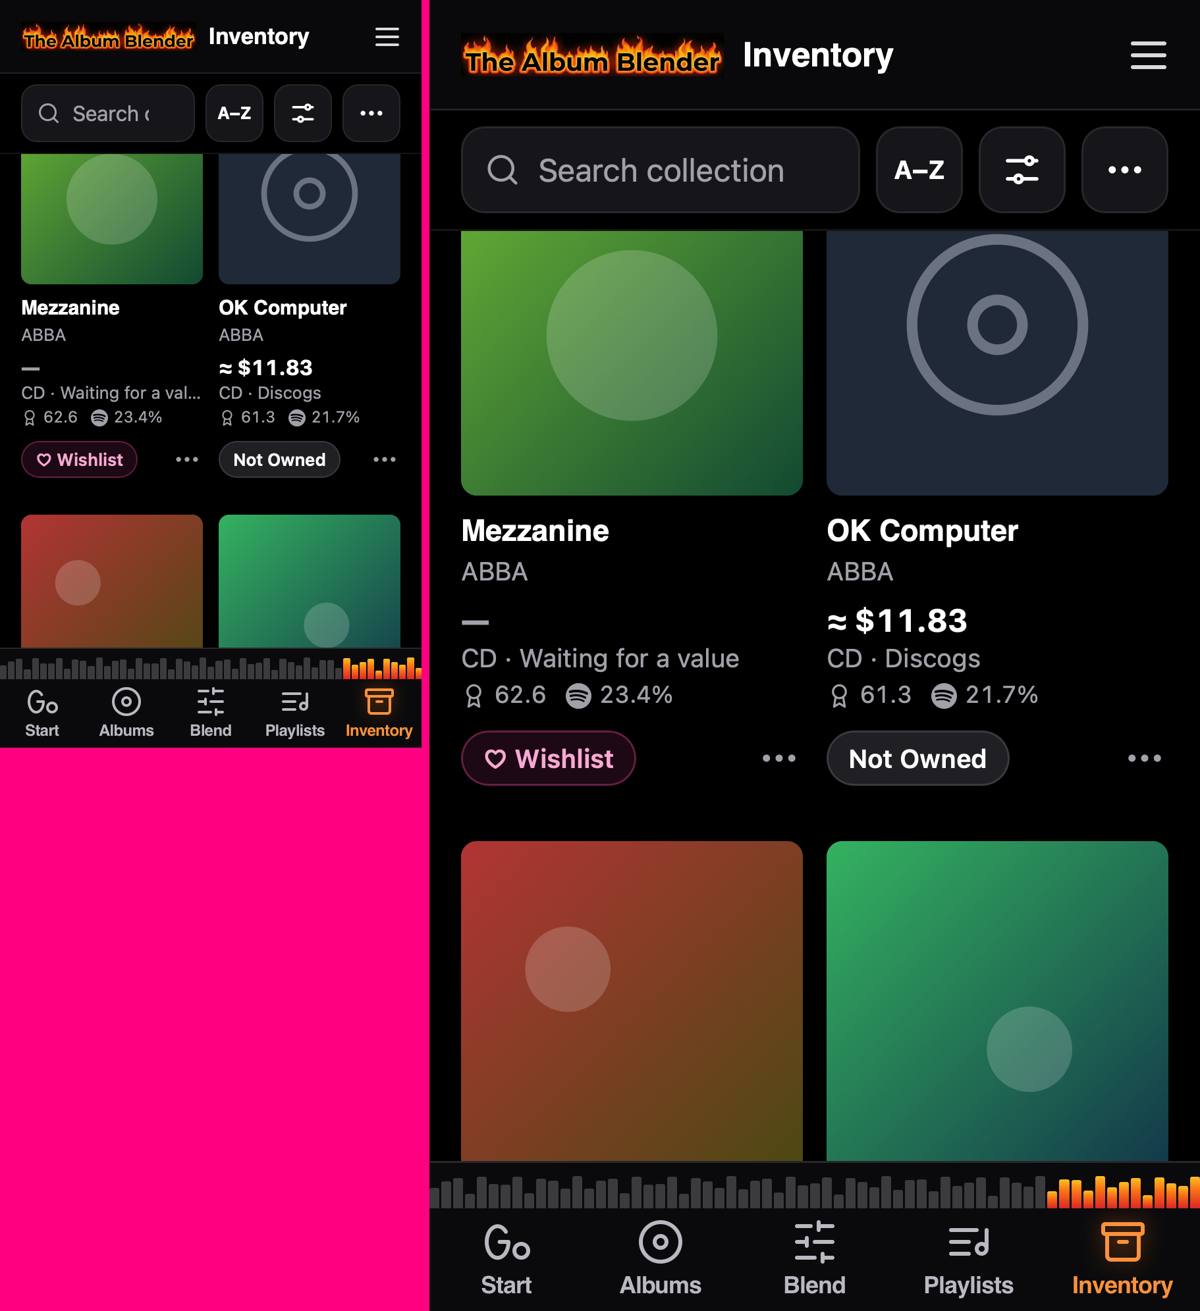 The Album Blender Inventory
Search c
A–Z
Mezzanine
ABBA
—
CD · Waiting for a val...
62.6 23.4%
Wishlist
OK Computer
ABBA
≈ $11.83
CD · Discogs
61.3 21.7%
Not Owned
Start
Albums
Blend
Playlists
Inventory
The Album Blender Inventory
Search collection
A–Z
Mezzanine
ABBA
—
CD · Waiting for a value
62.6 23.4%
Wishlist
OK Computer
ABBA
≈ $11.83
CD · Discogs
61.3 21.7%
Not Owned
Go
Start
Albums
Blend
Playlists
Inventory